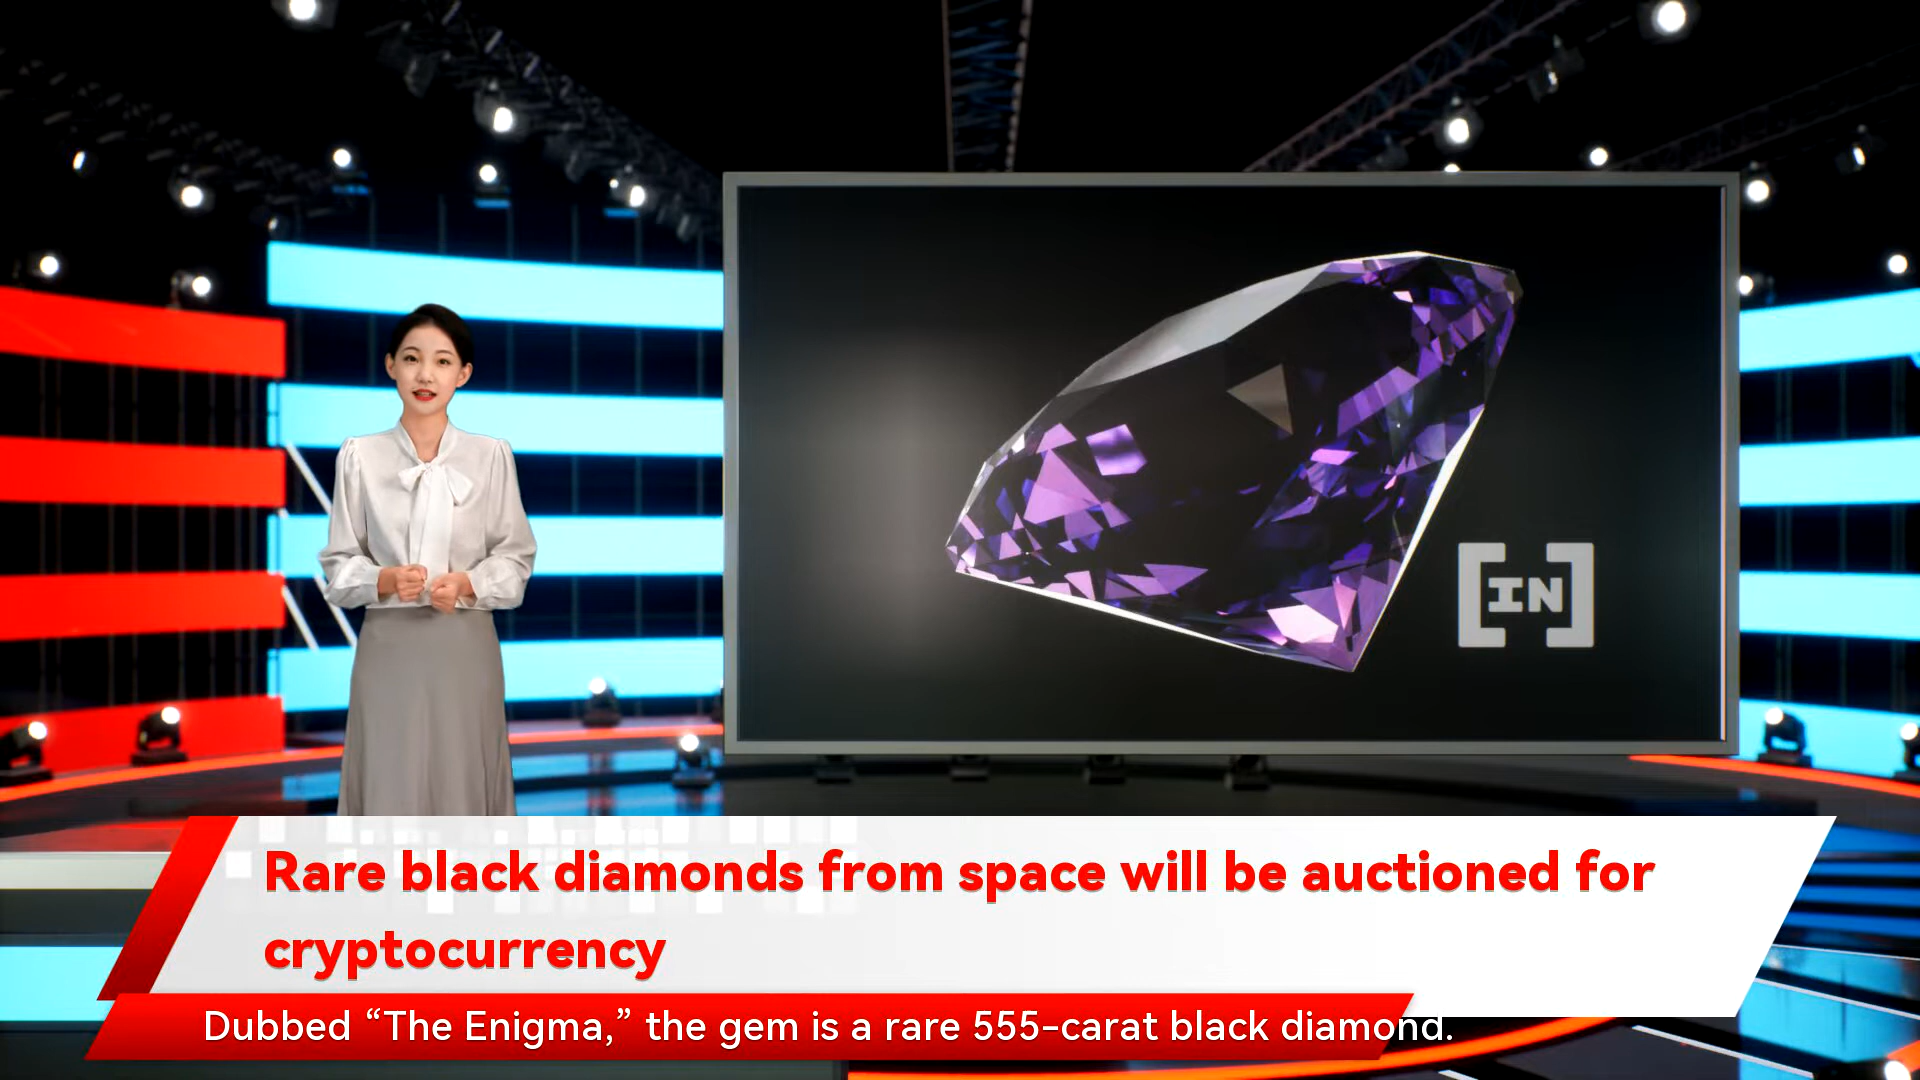 [IN]
Rare black diamonds from space will be auctioned for
cryptocurrency
Dubbed “The Enigma,” the gem is a rare 555-carat black diamond.